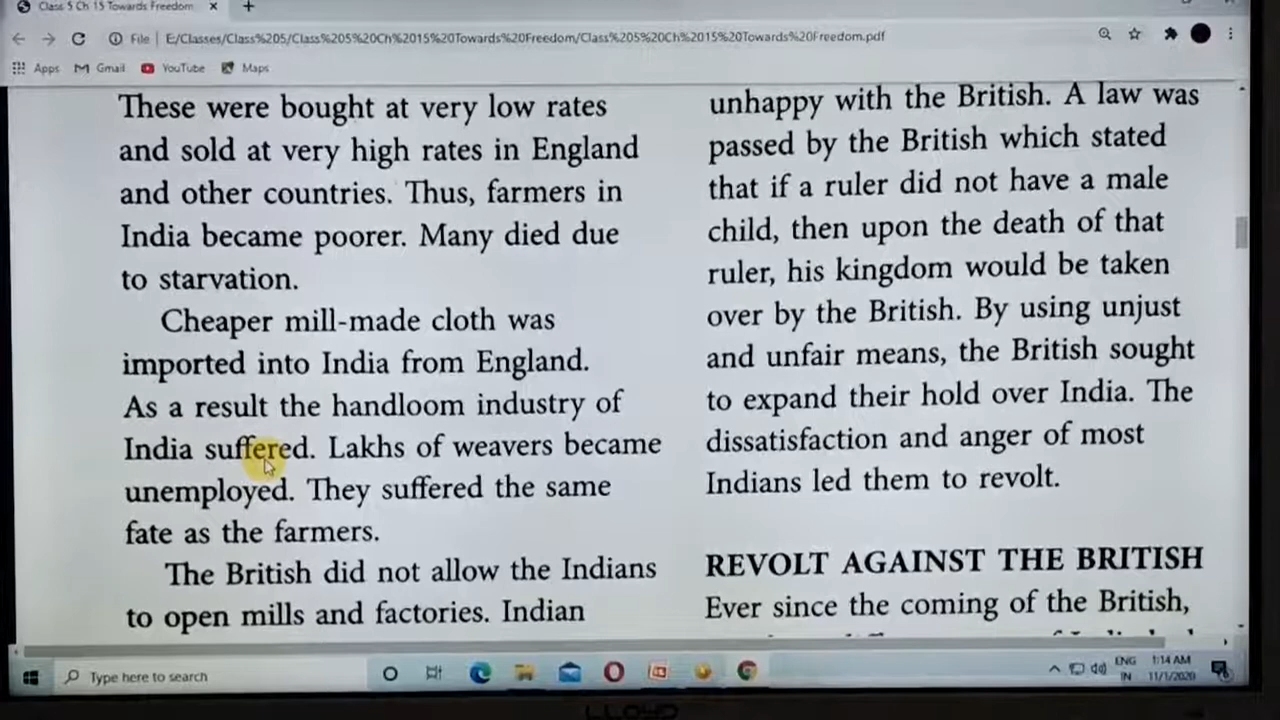 Class 5 Ch 15 Towards Freedom
File | E:/Classes/Class%205/Class%205%20Ch%2015%20Towards%20Freedom/Class%205%20Ch%2015%20Towards%20Freedom.pdf
Apps Gmail YouTube Maps
These were bought at very low rates
and sold at very high rates in England
and other countries. Thus, farmers in
India became poorer. Many died due
to starvation.
Cheaper mill-made cloth was
imported into India from England.
As a result the handloom industry of
India suffered. Lakhs of weavers became
unemployed. They suffered the same
fate as the farmers.
The British did not allow the Indians
to open mills and factories. Indian
unhappy with the British. A law was
passed by the British which stated
that if a ruler did not have a male
child, then upon the death of that
ruler, his kingdom would be taken
over by the British. By using unjust
and unfair means, the British sought
to expand their hold over India. The
dissatisfaction and anger of most
Indians led them to revolt.
REVOLT AGAINST THE BRITISH
Ever since the coming of the British,
Type here to search
ENG
IN
1:14 AM
11/1/2020
LLOYD